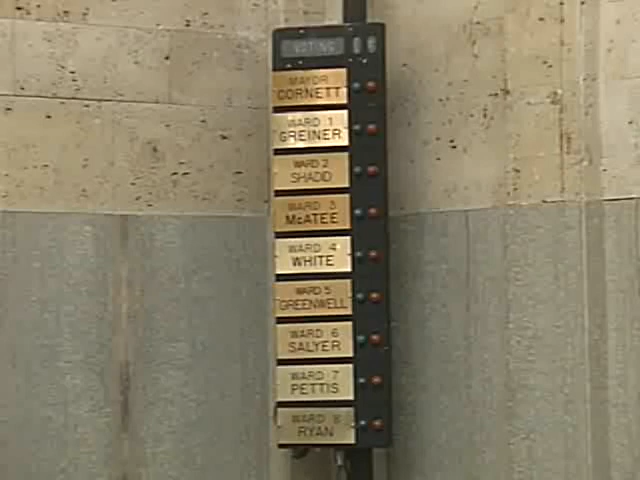 VOTING
MAYOR
CORNETT
WARD 1
GREINER
WARD 2
SHADID
WARD 3
McATEE
WARD 4
WHITE
WARD 5
GREENWELL
WARD 6
SALYER
WARD 7
PETTIS
WARD 8
RYAN